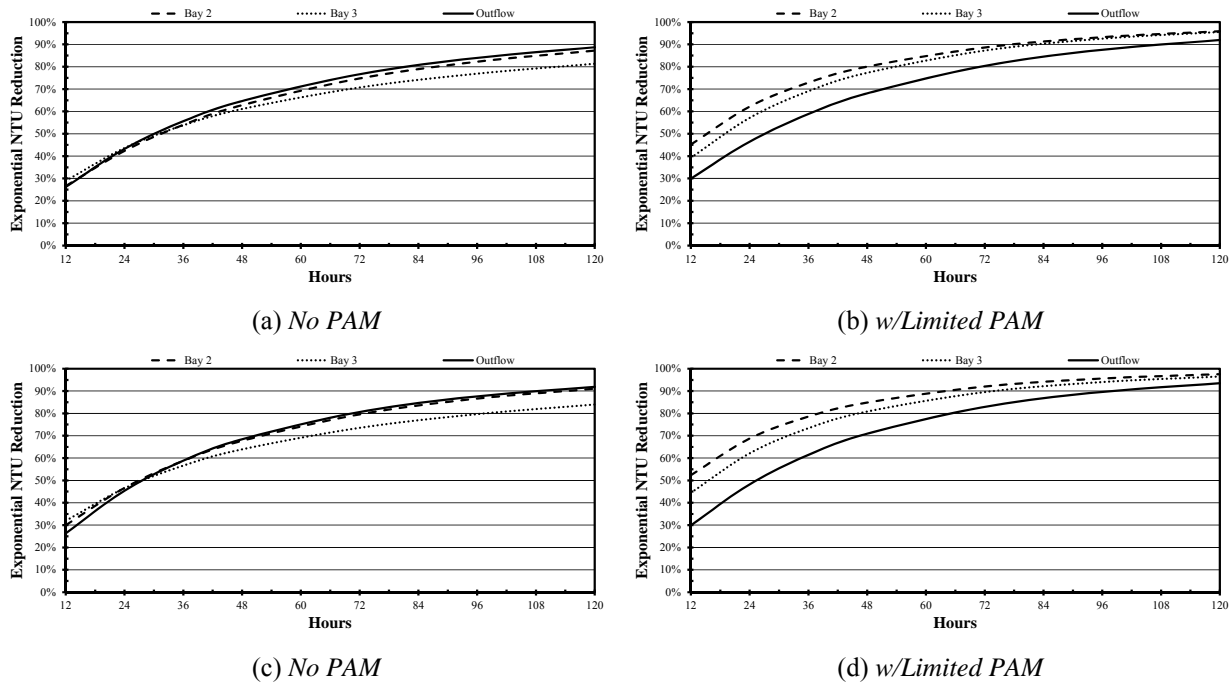 Bay 2 Bay 3 Outflow
Exponential NTU Reduction
100%
90%
80%
70%
60%
50%
40%
30%
20%
10%
0%
12 24 36 48 60 72 84 96 108 120
Hours
(a) No PAM
Bay 2 Bay 3 Outflow
Exponential NTU Reduction
100%
90%
80%
70%
60%
50%
40%
30%
20%
10%
0%
12 24 36 48 60 72 84 96 108 120
Hours
(b) w/Limited PAM
Bay 2 Bay 3 Outflow
Exponential NTU Reduction
100%
90%
80%
70%
60%
50%
40%
30%
20%
10%
0%
12 24 36 48 60 72 84 96 108 120
Hours
(c) No PAM
Bay 2 Bay 3 Outflow
Exponential NTU Reduction
100%
90%
80%
70%
60%
50%
40%
30%
20%
10%
0%
12 24 36 48 60 72 84 96 108 120
Hours
(d) w/Limited PAM